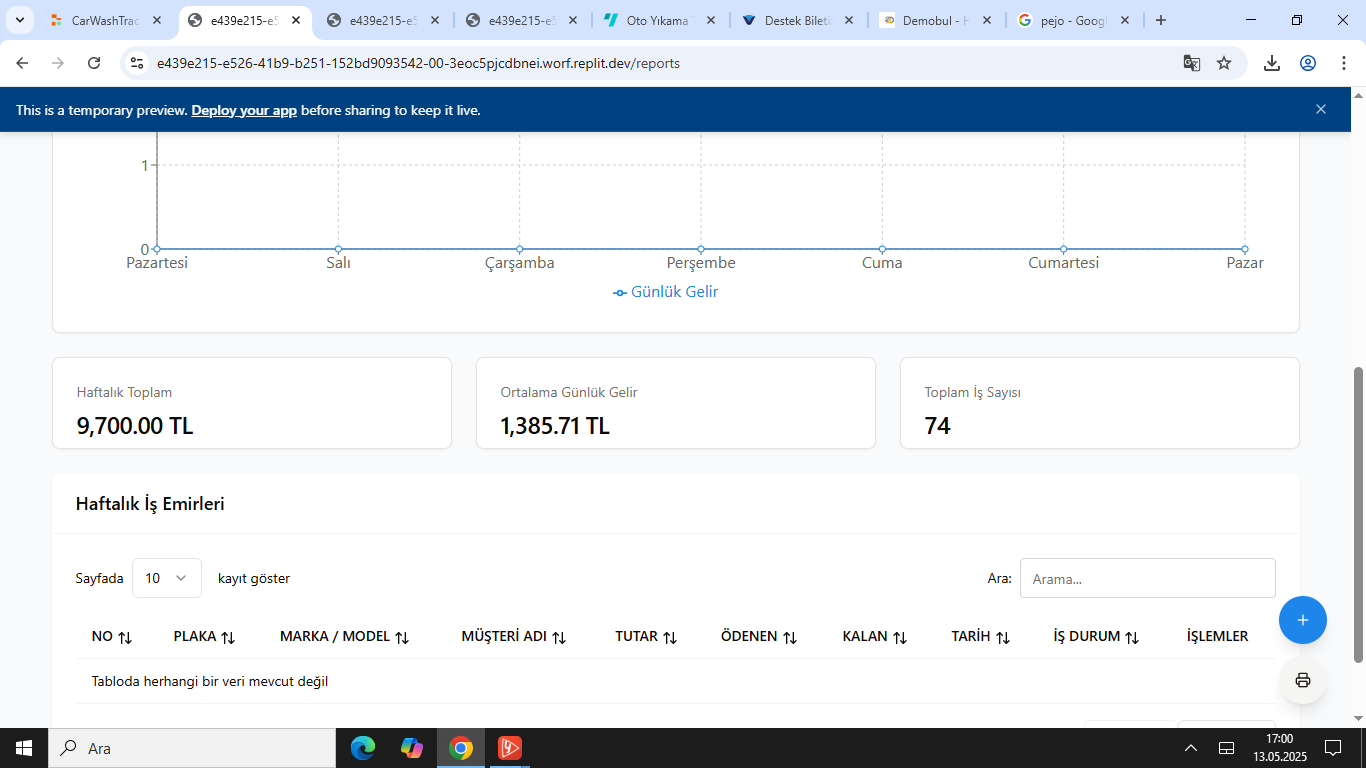 CarWashTrac
e439e215-e5
e439e215-e5
e439e215-e5
Oto Yıkama
Destek Bileti
Demobul - H
pejo - Googl
e439e215-e526-41b9-b251-152bd9093542-00-3eoc5pjcdbnei.worf.replit.dev/reports
This is a temporary preview. Deploy your app before sharing to keep it live.
1
0
Pazartesi Salı Çarşamba Perşembe Cuma Cumartesi Pazar
Günlük Gelir
Haftalık Toplam
9,700.00 TL
Ortalama Günlük Gelir
1,385.71 TL
Toplam İş Sayısı
74
Haftalık İş Emirleri
Sayfada 10 kayıt göster
Ara: Arama...
NO PLAKA MARKA / MODEL MÜŞTERİ ADI TUTAR ÖDENEN KALAN TARİH İŞ DURUM İŞLEMLER
Tabloda herhangi bir veri mevcut değil
Ara
17:00
13.05.2025